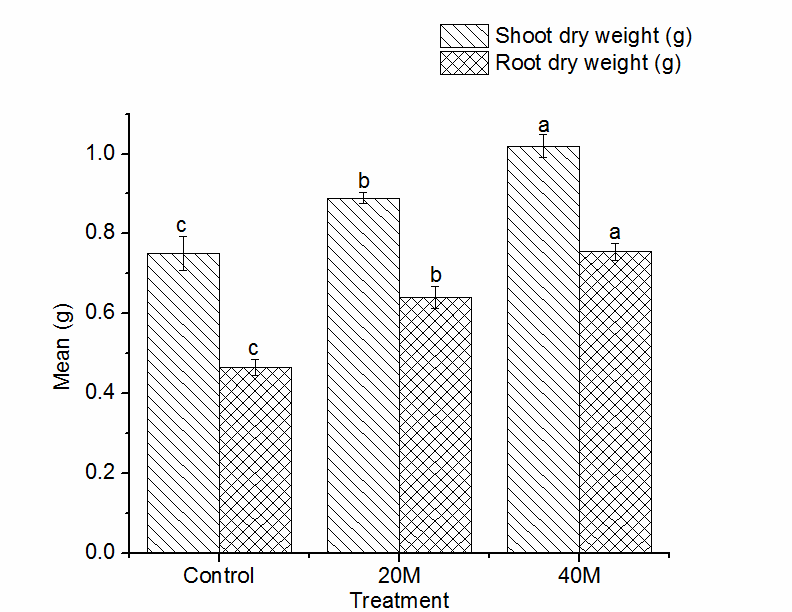 Shoot dry weight (g)
Root dry weight (g)
Mean (g)
1.0
0.8
0.6
0.4
0.2
0.0
c
c
b
b
a
a
Control
20M
40M
Treatment